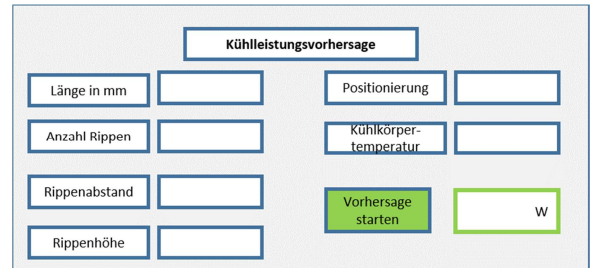 Kühlleistungsvorhersage
Länge in mm
Positionierung
Anzahl Rippen
Kühlkörper-
temperatur
Rippenabstand
Vorhersage
starten
W
Rippenhöhe